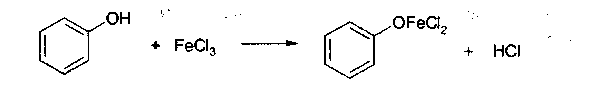 OH
+ FeCl₃
OFeCl₂
+ HCl